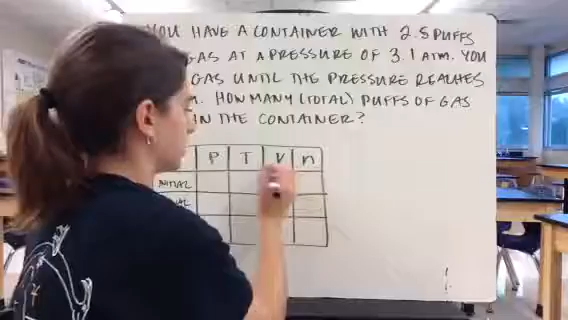 YOU HAVE A CONTAINER WITH 2.5 PUFFS
GAS AT A PRESSURE OF 3.1 ATM. YOU
GAS UNTIL THE PRESSURE REACHES
HOW MANY (TOTAL) PUFFS OF GAS
IN THE CONTAINER?
P T V n
INITIAL